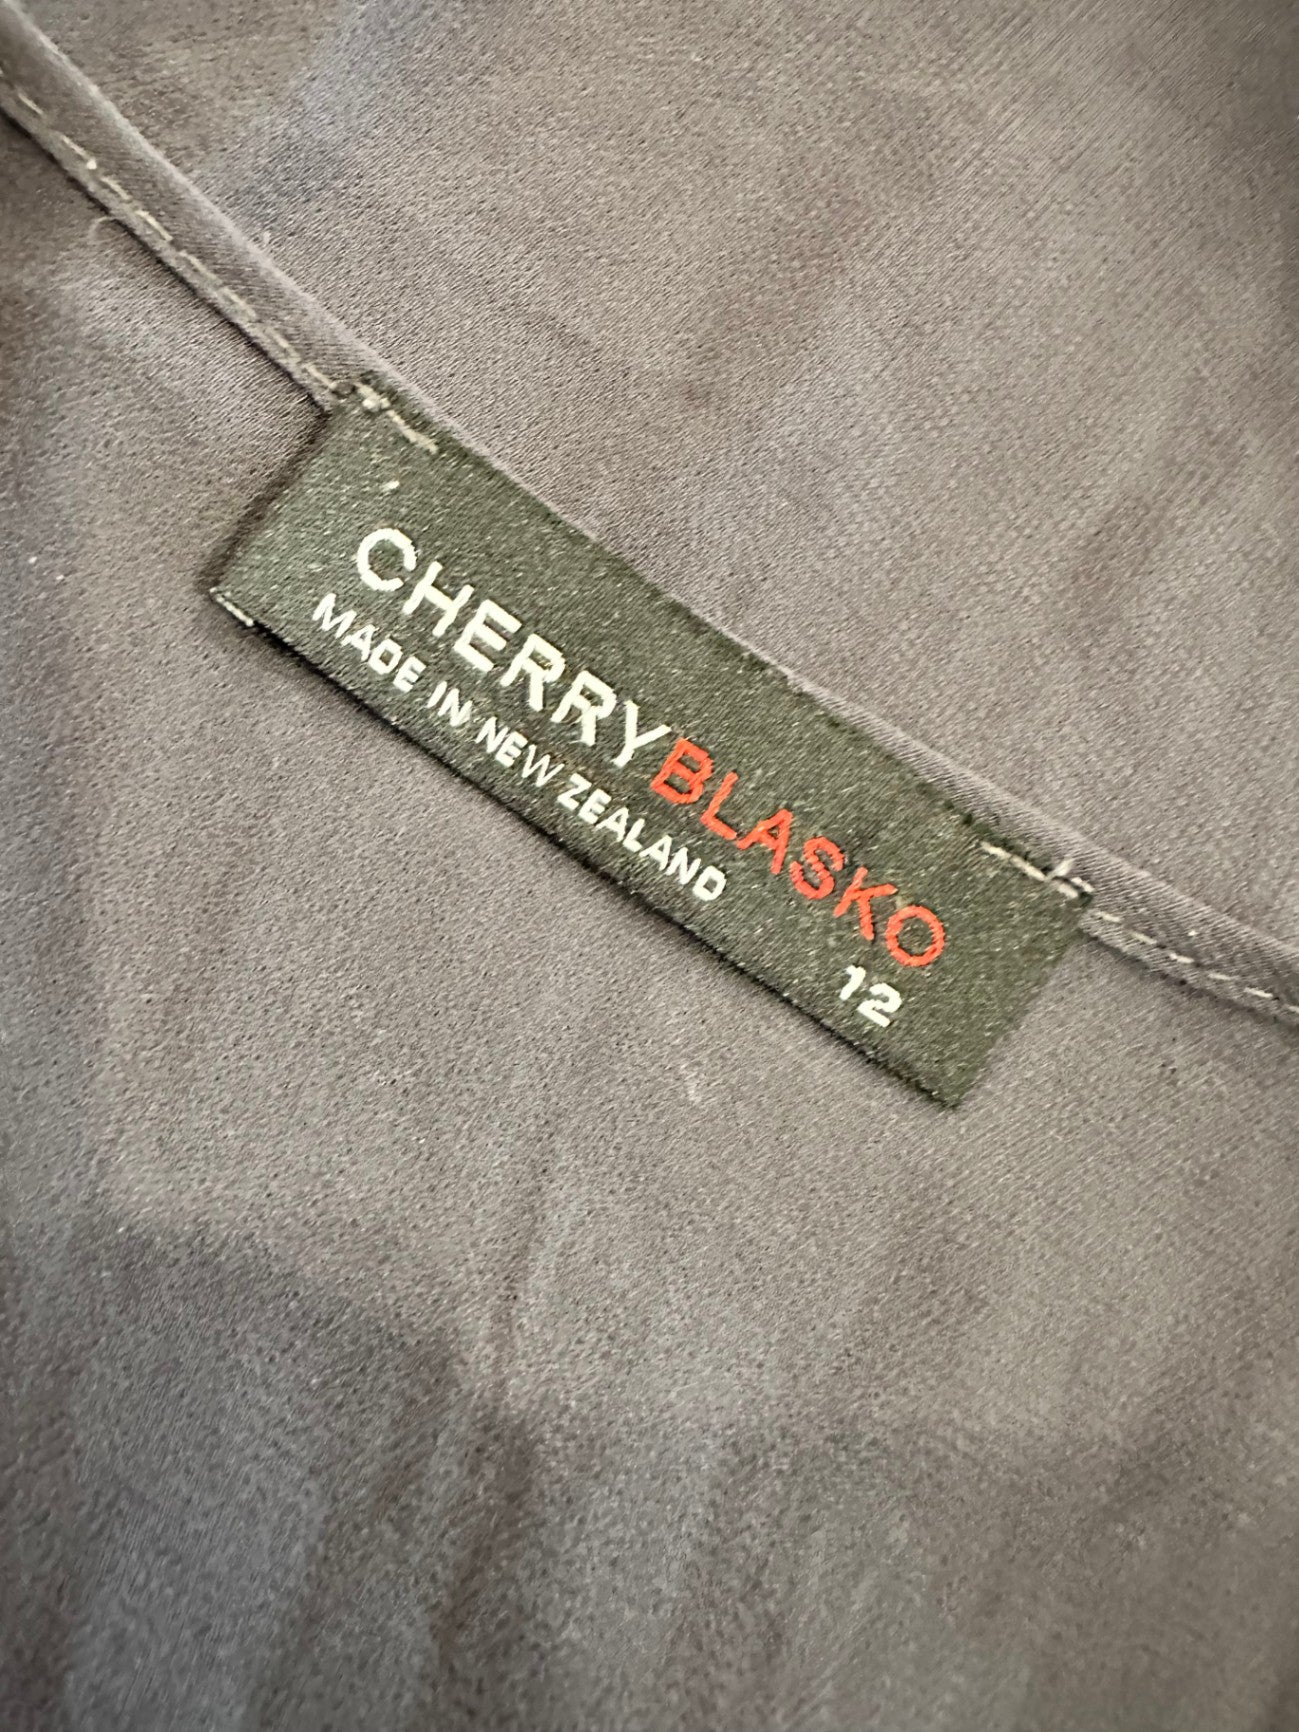 CHERRYBLASKO
MADE IN NEW ZEALAND
12